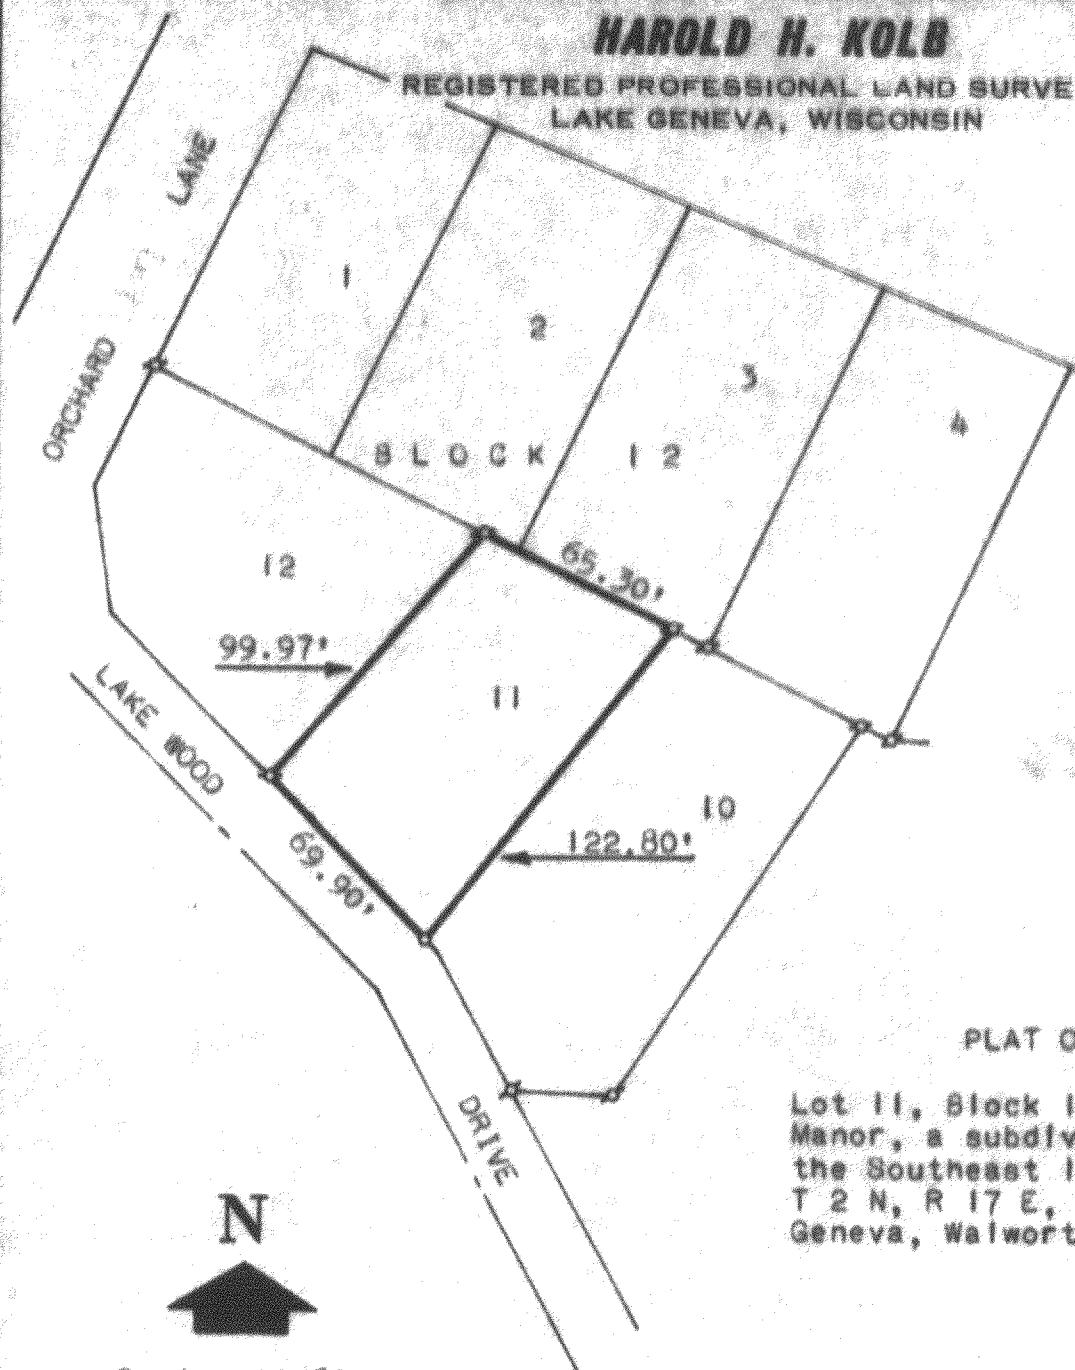 HAROLD H. KOLB
REGISTERED PROFESSIONAL LAND SURVE
LAKE GENEVA, WISCONSIN
ORCHARD LANE
1
2
3
4
BLOCK 12
12
65.30'
99.97'
11
LAKE WOOD
10
122.80'
69.90'
DRIVE
PLAT O
Lot 11, Block 1
Manor, a subdiv
the Southeast 1
T 2 N, R 17 E,
Geneva, Walwort
N